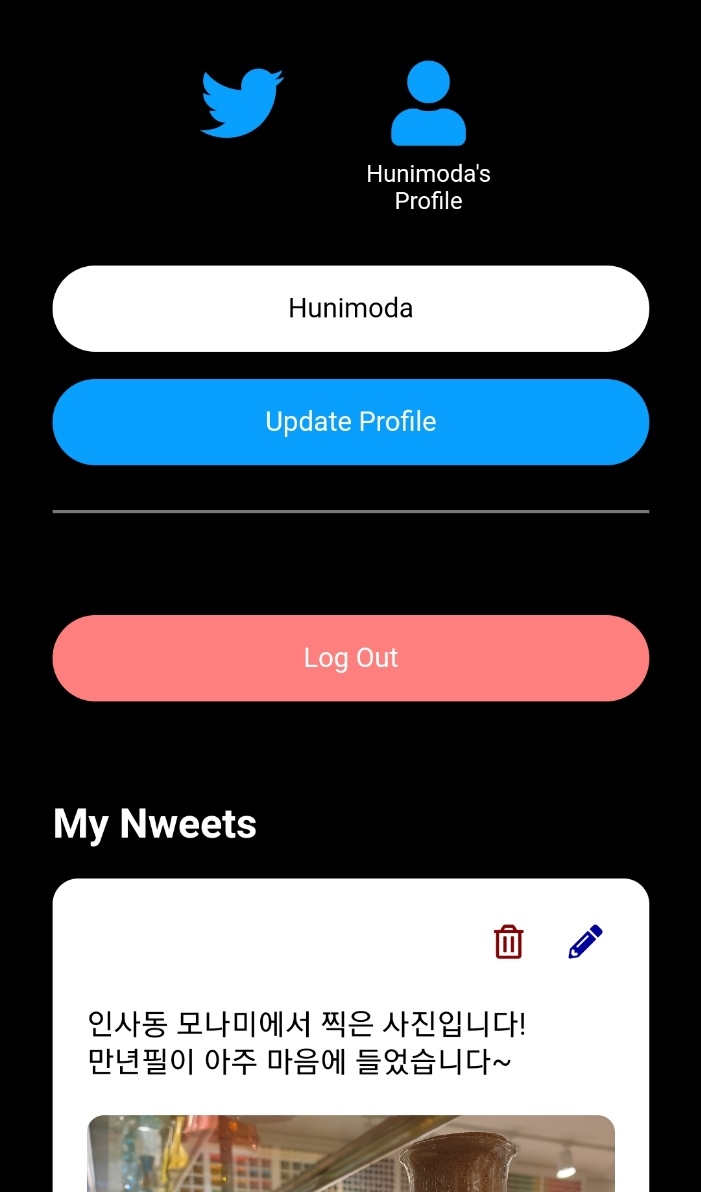 Hunimoda's
Profile
Hunimoda
Update Profile
Log Out
My Nweets
인사동 모나미에서 찍은 사진입니다!
만년필이 아주 마음에 들었습니다~